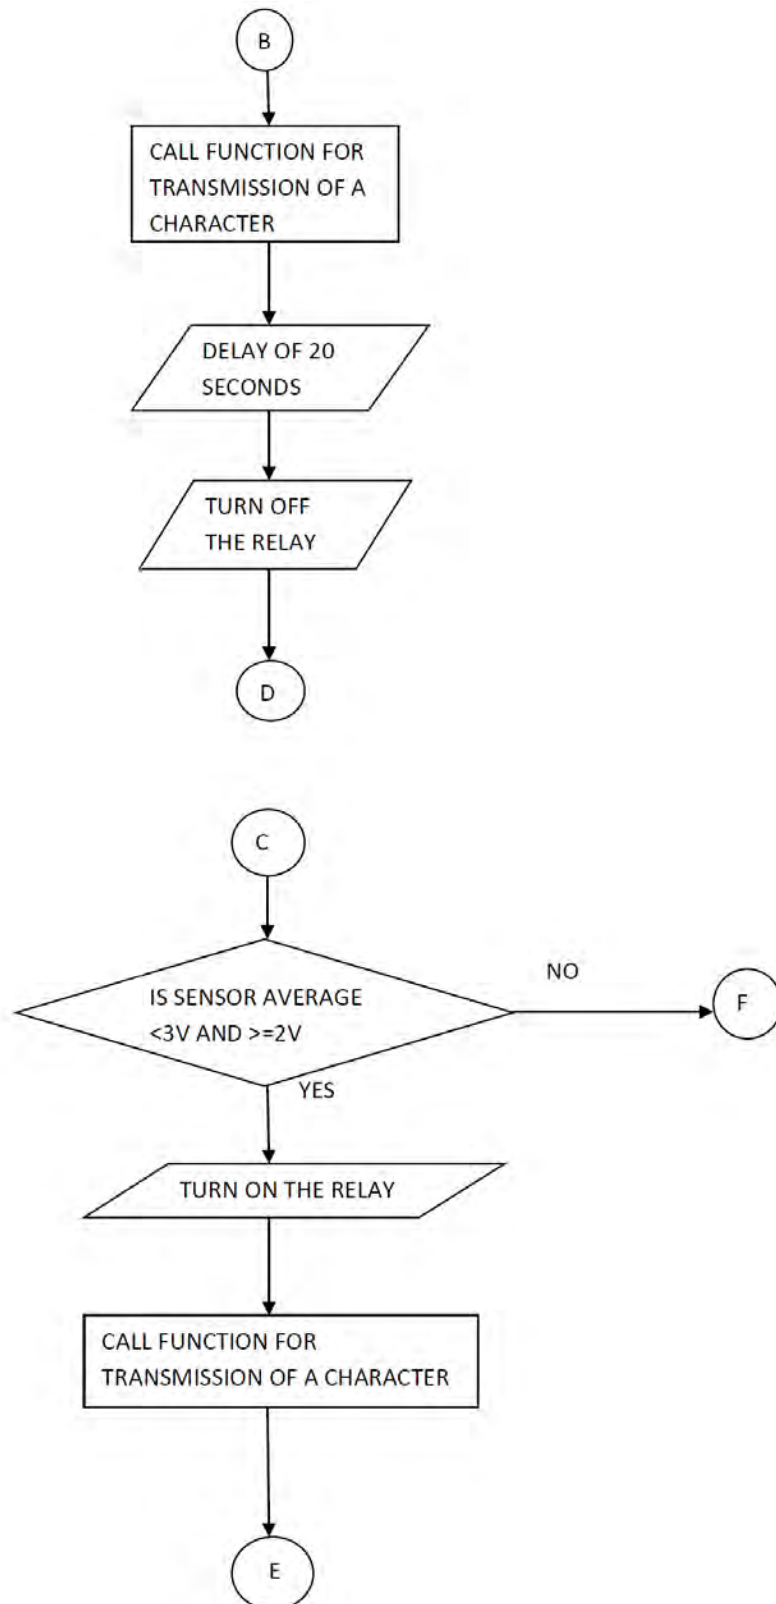 B
CALL FUNCTION FOR
TRANSMISSION OF A
CHARACTER
DELAY OF 20
SECONDS
TURN OFF
THE RELAY
D
C
IS SENSOR AVERAGE
<3V AND >=2V
NO
F
YES
TURN ON THE RELAY
CALL FUNCTION FOR
TRANSMISSION OF A CHARACTER
E